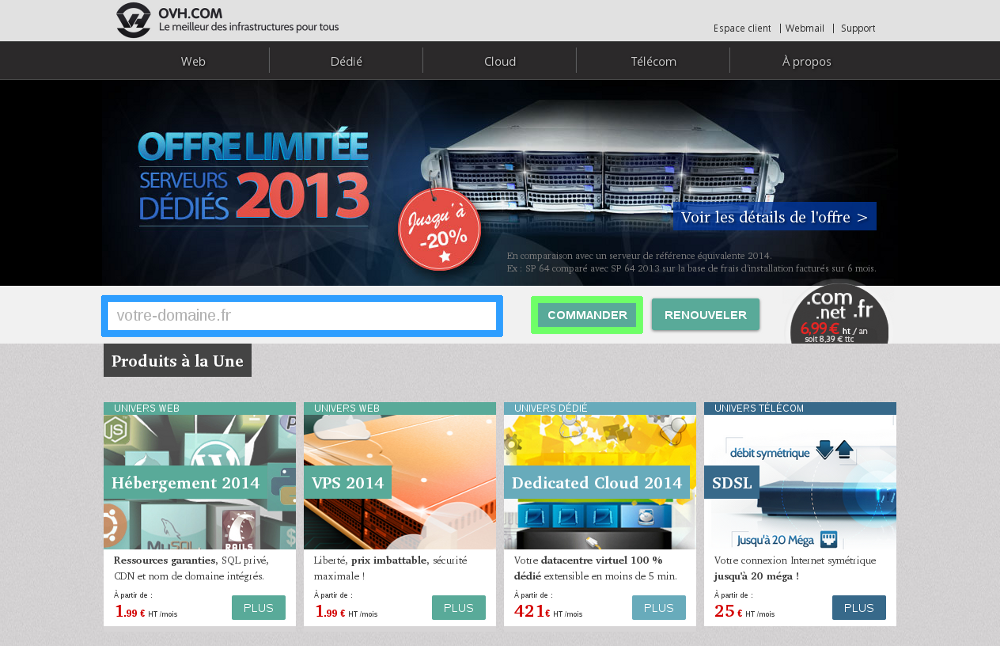 OVH.COM
Le meilleur des infrastructures pour tous
Espace client | Webmail | Support
Web
Dédié
Cloud
Télécom
À propos
OFFRE LIMITÉE
SERVEURS
DÉDIÉS
2013
Jusqu'à
-20%
Voir les détails de l'offre >
En comparaison avec un serveur de référence équivalente 2014.
Ex : SP 64 comparé avec SP 64 2013 sur la base de frais d'installation facturés sur 6 mois.
votre-domaine.fr
COMMANDER
RENOUVELER
.com
.net .fr
6,99 € ht / an
soit 8,39 € ttc
Produits à la Une
UNIVERS WEB
JS
Hébergement 2014
MySQL
RAILS
Ressources garanties, SQL privé,
CDN et nom de domaine intégrés.
À partir de :
1.99 € HT /mois
PLUS
UNIVERS WEB
VPS 2014
Liberté, prix imbattable, sécurité
maximale !
À partir de :
1.99 € HT /mois
PLUS
UNIVERS DÉDIÉ
Dedicated Cloud 2014
Votre datacentre virtuel 100 %
dédié extensible en moins de 5 min.
À partir de :
421€ HT /mois
PLUS
UNIVERS TÉLÉCOM
débit symétrique
SDSL
Jusqu'à 20 Méga
Votre connexion Internet symétrique
jusqu'à 20 méga !
À partir de :
25 € HT /mois
PLUS